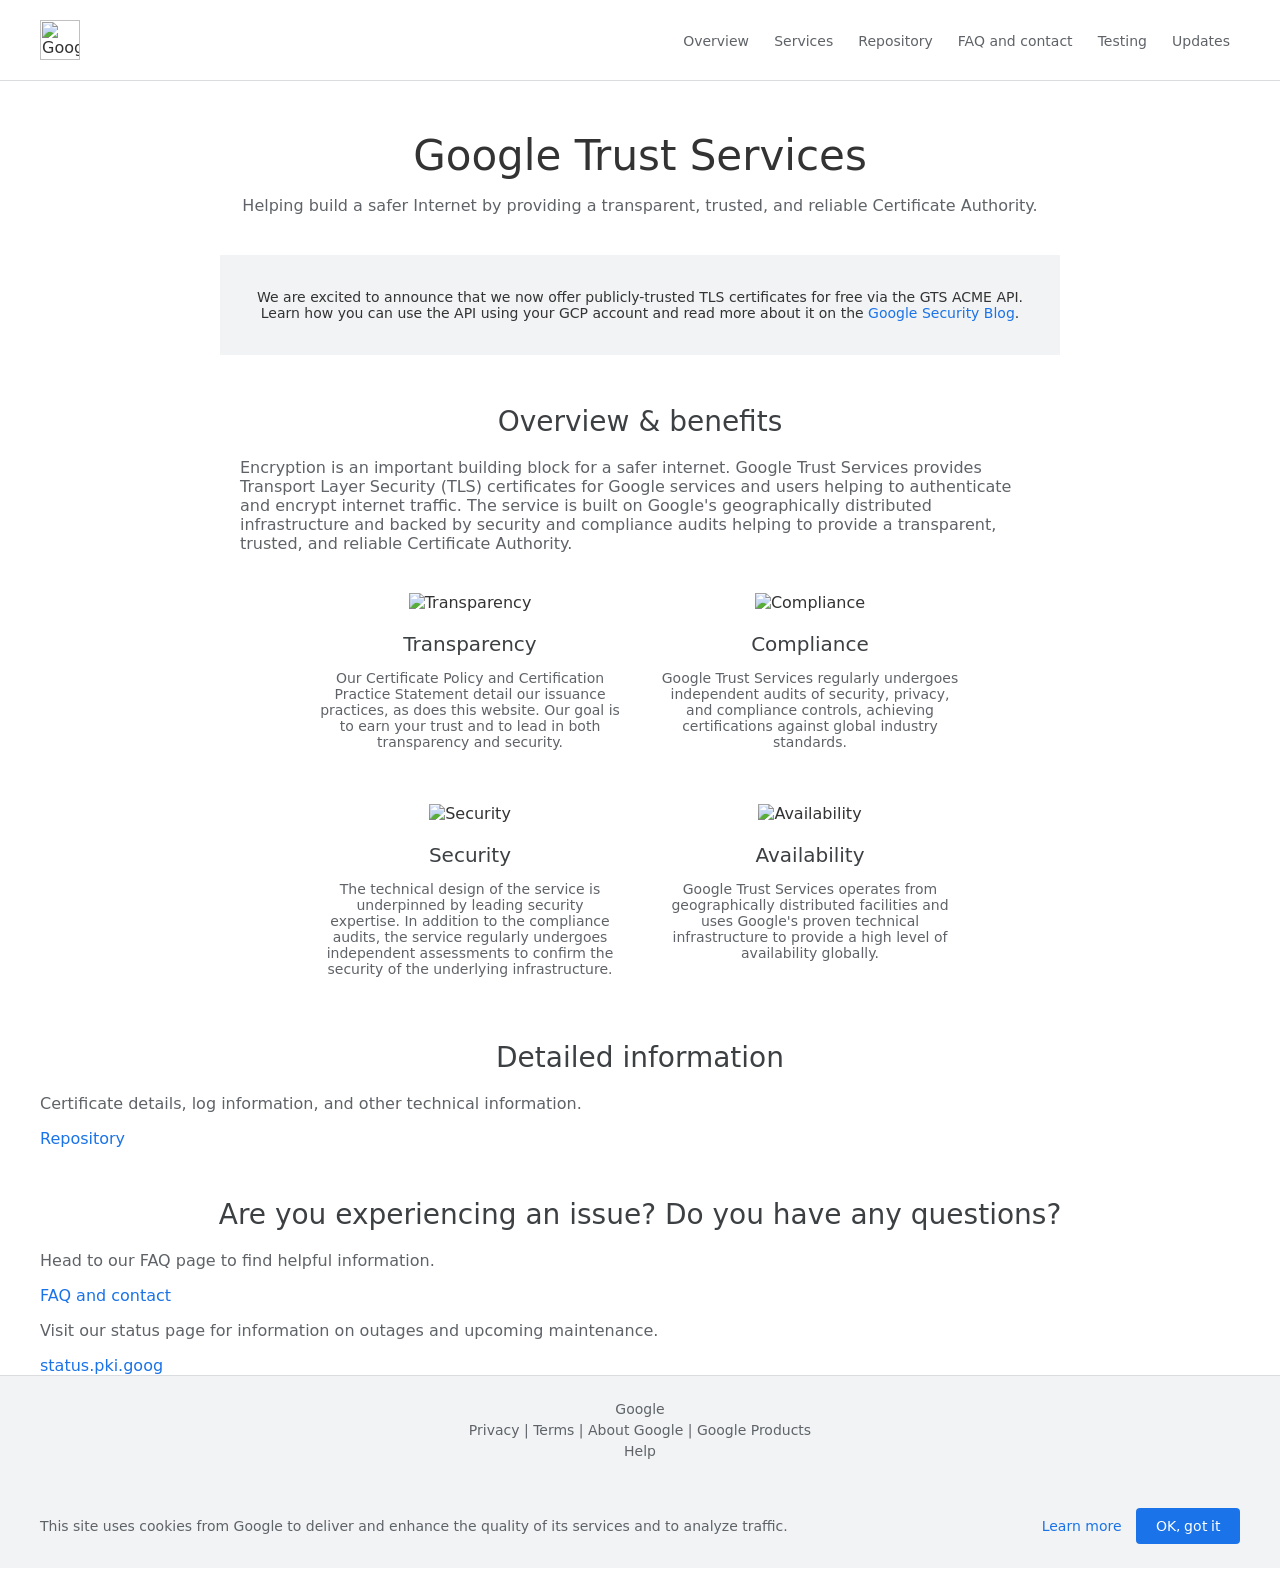 Goog
Overview Services Repository FAQ and contact Testing Updates
Google Trust Services
Helping build a safer Internet by providing a transparent, trusted, and reliable Certificate Authority.
We are excited to announce that we now offer publicly-trusted TLS certificates for free via the GTS ACME API.
Learn how you can use the API using your GCP account and read more about it on the Google Security Blog.
Overview & benefits
Encryption is an important building block for a safer internet. Google Trust Services provides
Transport Layer Security (TLS) certificates for Google services and users helping to authenticate
and encrypt internet traffic. The service is built on Google's geographically distributed
infrastructure and backed by security and compliance audits helping to provide a transparent,
trusted, and reliable Certificate Authority.
Transparency
Transparency
Our Certificate Policy and Certification
Practice Statement detail our issuance
practices, as does this website. Our goal is
to earn your trust and to lead in both
transparency and security.
Compliance
Compliance
Google Trust Services regularly undergoes
independent audits of security, privacy,
and compliance controls, achieving
certifications against global industry
standards.
Security
Security
The technical design of the service is
underpinned by leading security
expertise. In addition to the compliance
audits, the service regularly undergoes
independent assessments to confirm the
security of the underlying infrastructure.
Availability
Availability
Google Trust Services operates from
geographically distributed facilities and
uses Google's proven technical
infrastructure to provide a high level of
availability globally.
Detailed information
Certificate details, log information, and other technical information.
Repository
Are you experiencing an issue? Do you have any questions?
Head to our FAQ page to find helpful information.
FAQ and contact
Visit our status page for information on outages and upcoming maintenance.
status.pki.goog
Google
Privacy | Terms | About Google | Google Products
Help
This site uses cookies from Google to deliver and enhance the quality of its services and to analyze traffic.
Learn more OK, got it